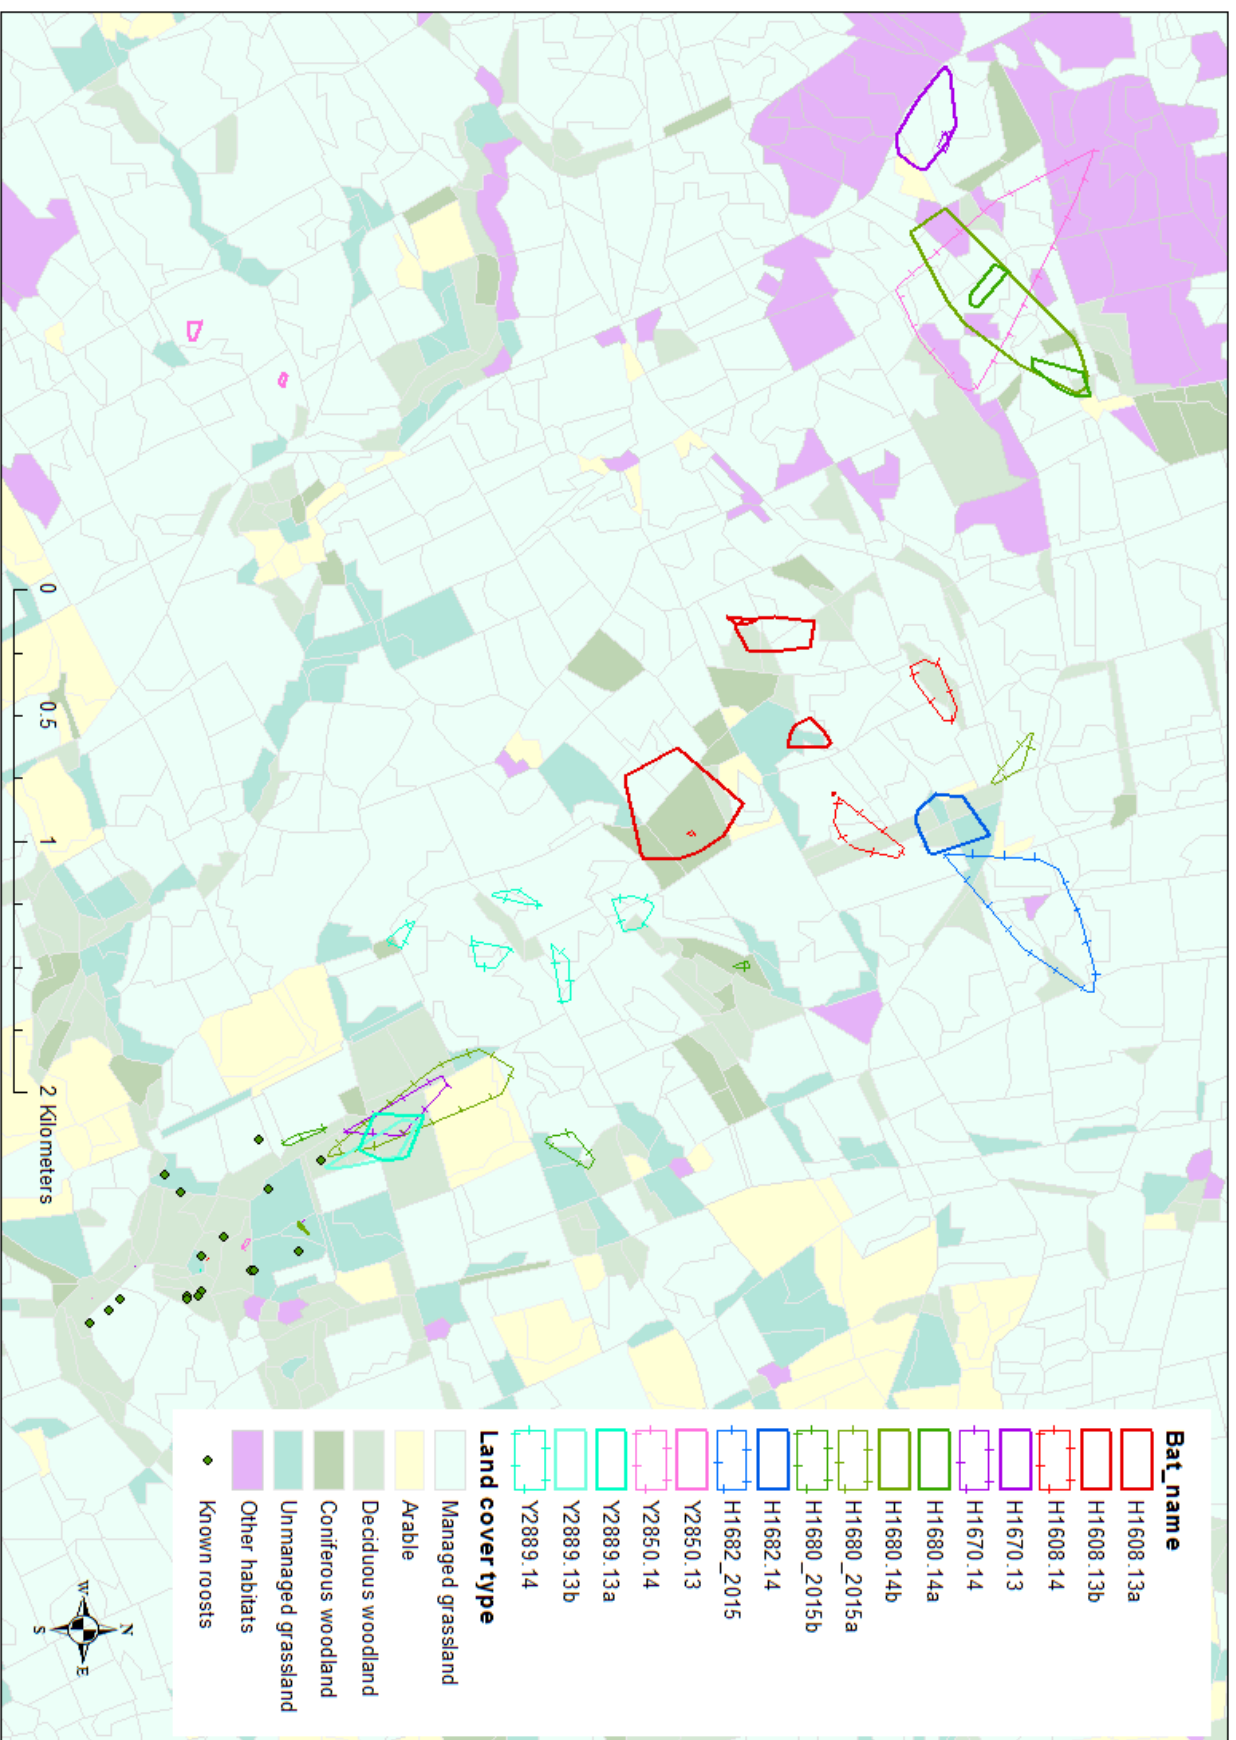 Bat_name
H1608.13a
H1608.13b
H1608.14
H1670.13
H1670.14
H1680.14a
H1680.14b
H1680_2015a
H1680_2015b
H1682.14
H1682_2015
Y2850.13
Y2850.14
Y2889.13a
Y2889.13b
Y2889.14
Land cover type
Managed grassland
Arable
Deciduous woodland
Coniferous woodland
Unmanaged grassland
Other habitats
Known roosts
0 0.5 1 2 Kilometers
N
W E
S